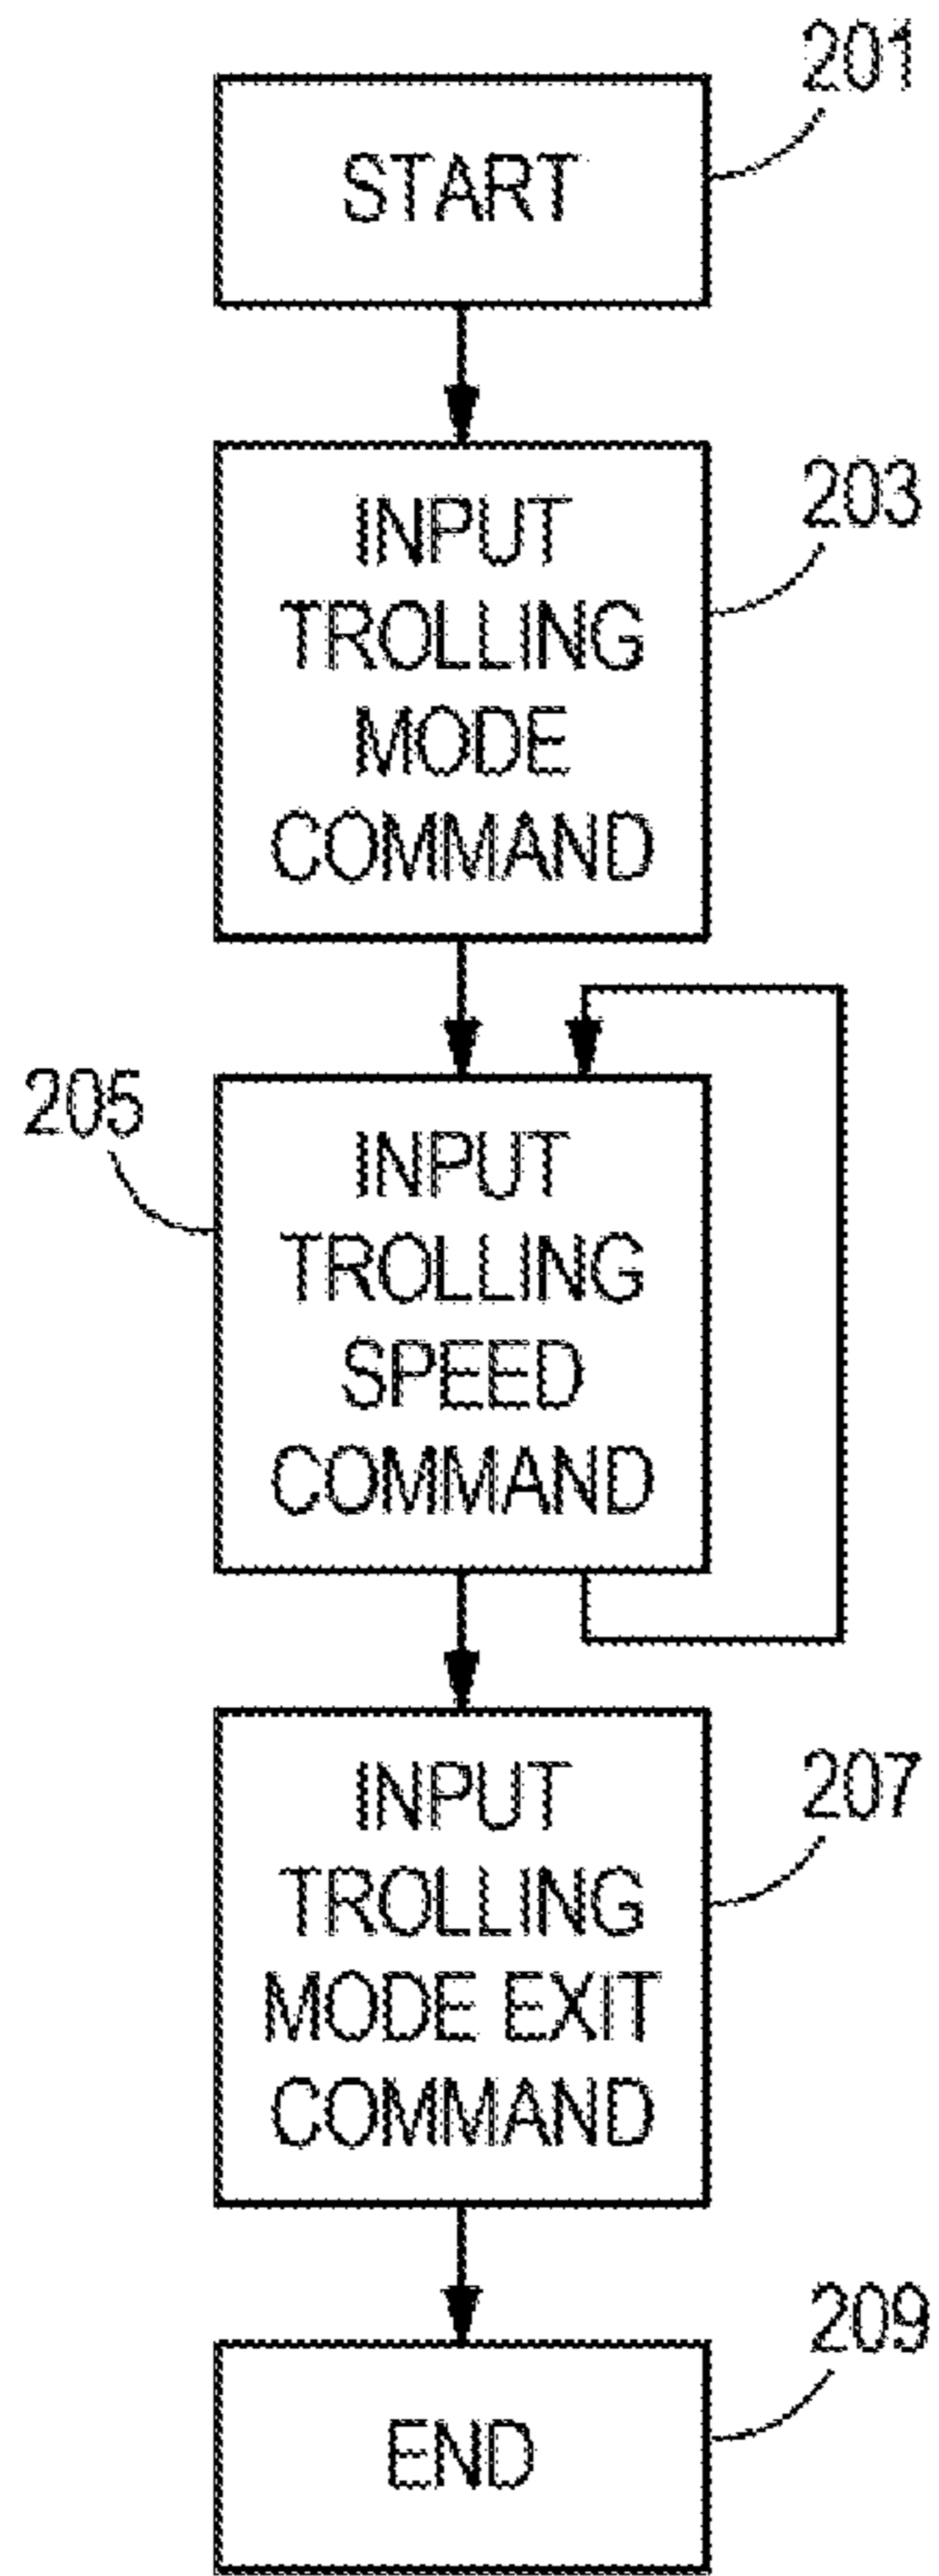 201
START
203
INPUT
TROLLING
MODE
COMMAND
205
INPUT
TROLLING
SPEED
COMMAND
207
INPUT
TROLLING
MODE EXIT
COMMAND
209
END